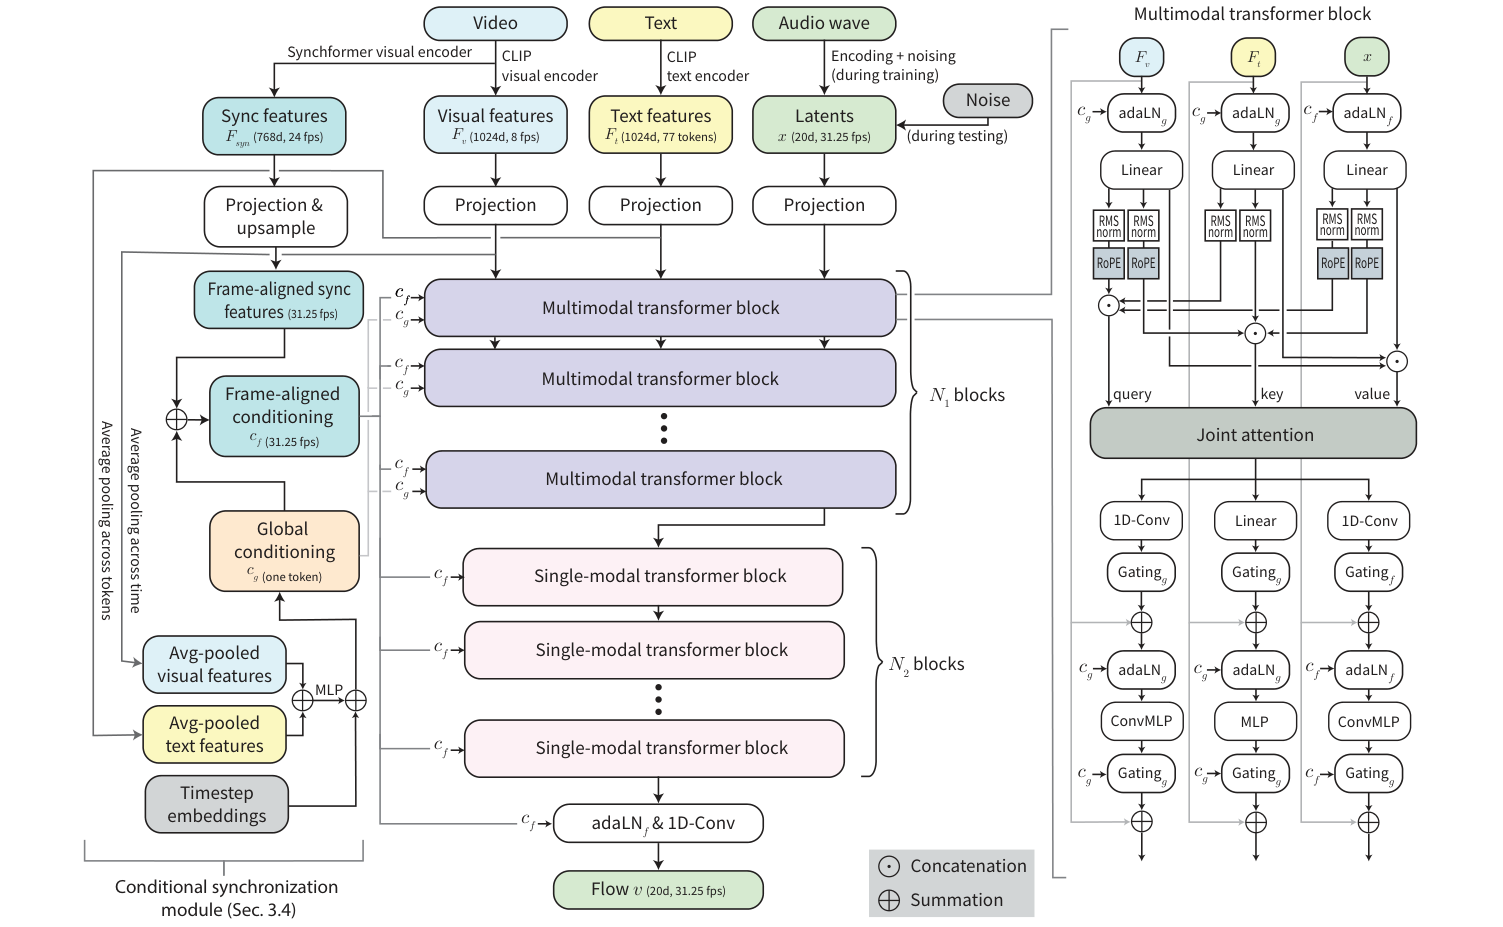 Video
Text
Audio wave
Multimodal transformer block
Synchformer visual encoder
CLIP
visual encoder
CLIP
text encoder
Encoding + noising
(during training)
Noise
(during testing)
Sync features
F_syn (768d, 24 fps)
Visual features
F_v (1024d, 8 fps)
Text features
F_t (1024d, 77 tokens)
Latents
x (20d, 31.25 fps)
Projection &
upsample
Projection
Projection
Projection
Frame-aligned sync
features (31.25 fps)
Frame-aligned
conditioning
c_f (31.25 fps)
Global
conditioning
c_g (one token)
Average pooling across tokens
Average pooling across time
Avg-pooled
visual features
Avg-pooled
text features
MLP
Timestep
embeddings
Conditional synchronization
module (Sec. 3.4)
c_f
c_g
Multimodal transformer block
c_f
c_g
Multimodal transformer block
c_f
c_g
Multimodal transformer block
N_1 blocks
c_f
Single-modal transformer block
c_f
Single-modal transformer block
c_f
Single-modal transformer block
N_2 blocks
c_f
adaLN_f & 1D-Conv
Flow v (20d, 31.25 fps)
Concatenation
Summation
F_v
F_t
x
c_g
adaLN_g
c_g
adaLN_g
c_f
adaLN_f
Linear
Linear
Linear
RMS
norm
RMS
norm
RMS
norm
RMS
norm
RMS
norm
RMS
norm
RoPE
RoPE
RoPE
RoPE
query
key
value
Joint attention
1D-Conv
Linear
1D-Conv
Gating_g
Gating_g
Gating_f
c_g
adaLN_g
c_g
adaLN_g
c_f
adaLN_f
ConvMLP
MLP
ConvMLP
c_g
Gating_g
c_g
Gating_g
c_f
Gating_g